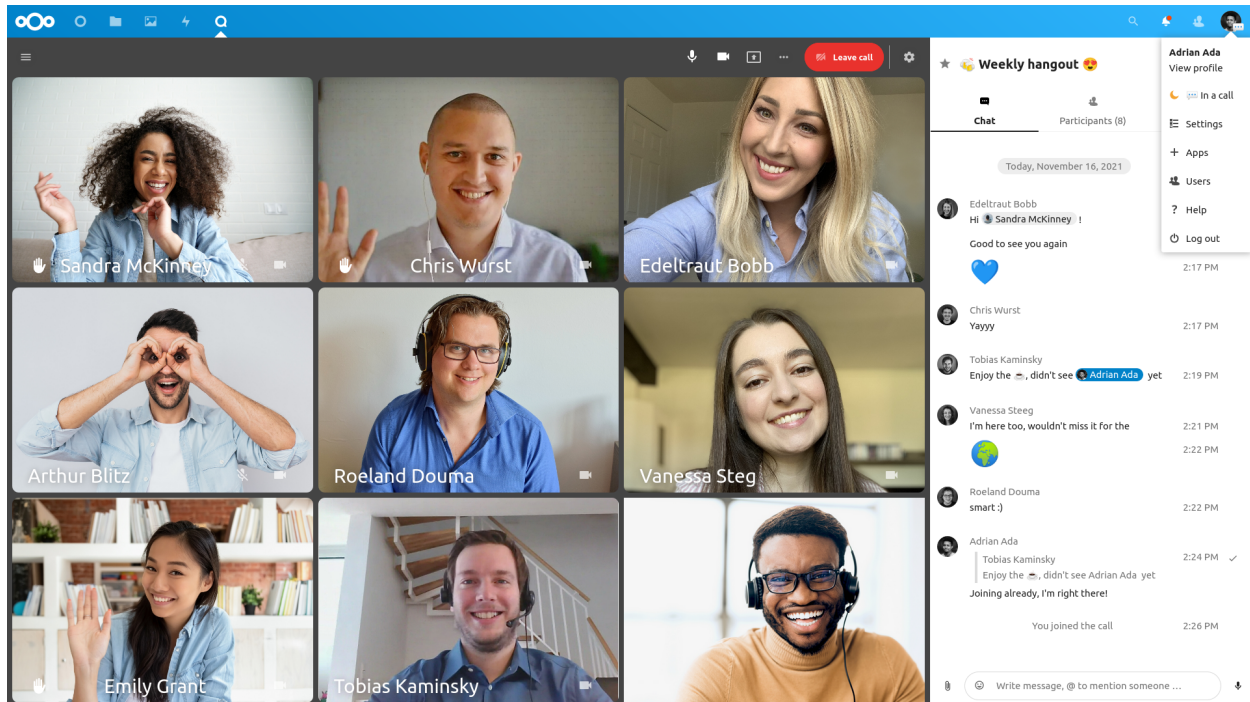 Leave call
Sandra McKinney
Chris Wurst
Edeltraut Bobb
Arthur Blitz
Roeland Douma
Vanessa Steg
Emily Grant
Tobias Kaminsky
Weekly hangout
Chat
Participants (8)
Today, November 16, 2021
Edeltraut Bobb
Hi Sandra McKinney !
Good to see you again
2:17 PM
Chris Wurst
Yayyy 2:17 PM
Tobias Kaminsky
Enjoy the ☕, didn't see Adrian Ada yet 2:19 PM
Vanessa Steeg
I'm here too, wouldn't miss it for the 2:21 PM
2:22 PM
Roeland Douma
smart :) 2:22 PM
Adrian Ada
Tobias Kaminsky 2:24 PM
Enjoy the ☕, didn't see Adrian Ada yet
Joining already, I'm right there!
You joined the call 2:26 PM
Write message, @ to mention someone …
Adrian Ada
View profile
In a call
Settings
Apps
Users
Help
Log out